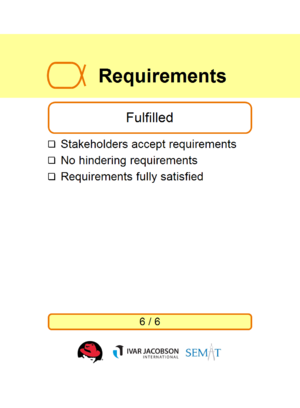 Requirements
Fulfilled
Stakeholders accept requirements
No hindering requirements
Requirements fully satisfied
6 / 6
IVAR JACOBSON
INTERNATIONAL
SEMAT